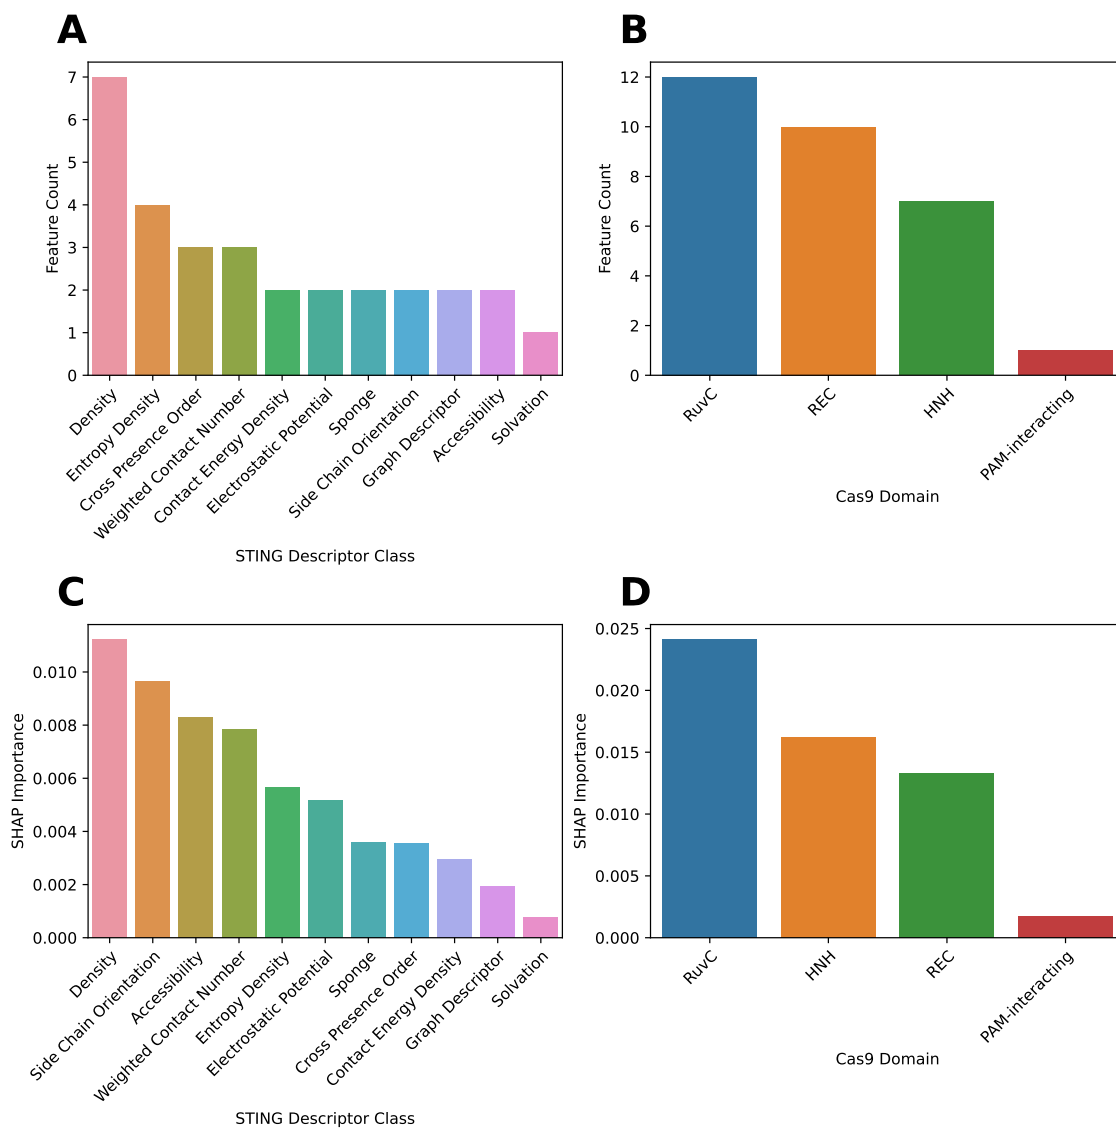 A
Feature Count
7
6
5
4
3
2
1
0
Density
Entropy Density
Cross Presence Order
Weighted Contact Number
Contact Energy Density
Electrostatic Potential
Sponge
Side Chain Orientation
Graph Descriptor
Accessibility
Solvation
STING Descriptor Class
B
Feature Count
12
10
8
6
4
2
0
RuvC
REC
HNH
PAM-interacting
Cas9 Domain
C
SHAP Importance
0.010
0.008
0.006
0.004
0.002
0.000
Density
Side Chain Orientation
Accessibility
Weighted Contact Number
Entropy Density
Electrostatic Potential
Sponge
Cross Presence Order
Contact Energy Density
Graph Descriptor
Solvation
STING Descriptor Class
D
SHAP Importance
0.025
0.020
0.015
0.010
0.005
0.000
RuvC
HNH
REC
PAM-interacting
Cas9 Domain